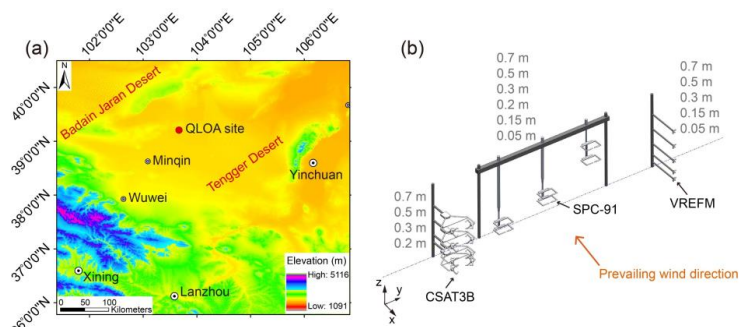 (a)
102°0'0"E
103°0'0"E
104°0'0"E
105°0'0"E
106°0'0"E
N
40°0'0"N
39°0'0"N
38°0'0"N
37°0'0"N
36°0'0"N
Badain Jaran Desert
QLOA site
Minqin
Tengger Desert
Yinchuan
Wuwei
Xining
Lanzhou
Elevation (m)
High: 5116
Low: 1091
0 50 100
Kilometers
(b)
0.7 m
0.5 m
0.3 m
0.2 m
0.15 m
0.05 m
0.7 m
0.5 m
0.3 m
0.15 m
0.05 m
0.7 m
0.5 m
0.3 m
0.2 m
SPC-91
VREFM
CSAT3B
Prevailing wind direction
z
y
x